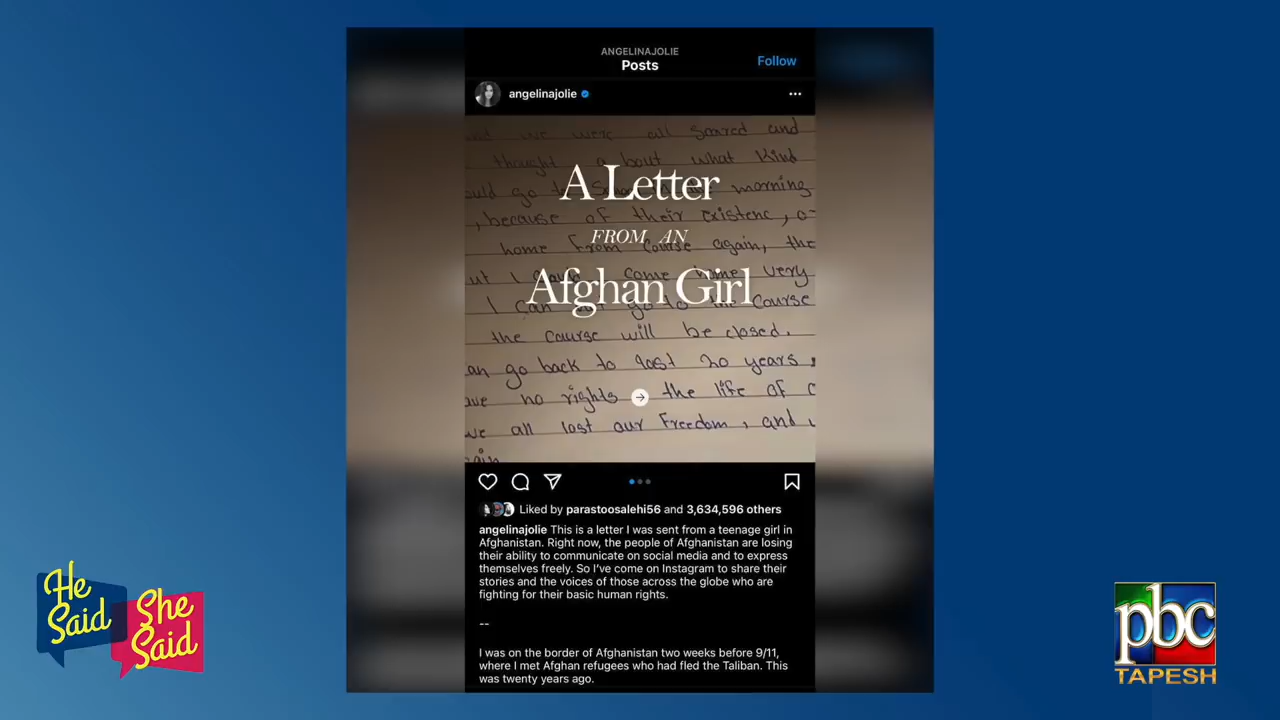 ANGELINAJOLIE
Posts
Follow
angelinajolie
we were all scared and
thought a bout what kind
go to morning
, because of their existenc,
home from course again, the
I come home very
I can go to the course
the course will be closed.
go back to last 20 years
no rights the life of
all lost our freedom, and
A Letter
FROM AN
Afghan Girl
Liked by parastoosalehi56 and 3,634,596 others
angelinajolie This is a letter I was sent from a teenage girl in
Afghanistan. Right now, the people of Afghanistan are losing
their ability to communicate on social media and to express
themselves freely. So I've come on Instagram to share their
stories and the voices of those across the globe who are
fighting for their basic human rights.
--
I was on the border of Afghanistan two weeks before 9/11,
where I met Afghan refugees who had fled the Taliban. This
was twenty years ago.
He
Said
She
Said
pbc
TAPESH